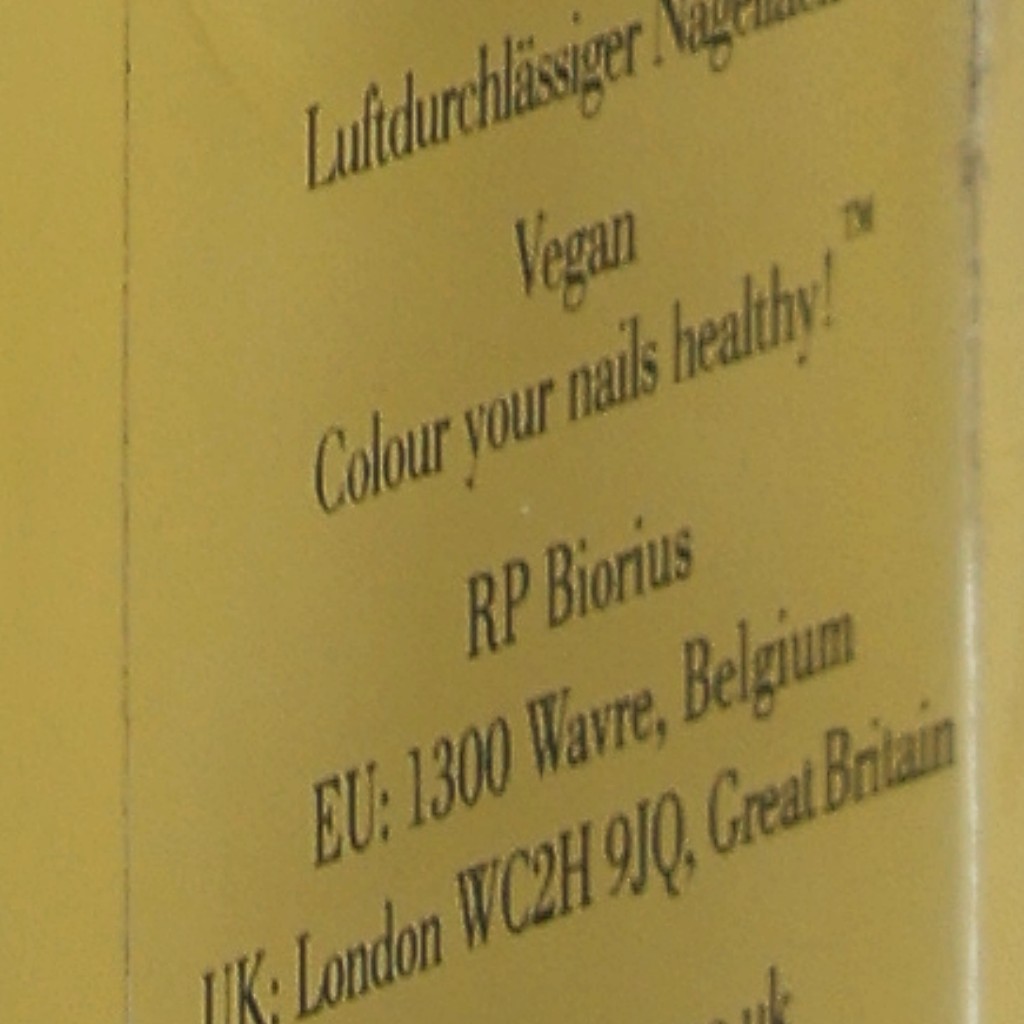 Luftdurchlässiger Nagellack
Vegan
Colour your nails healthy!™
RP Biorius
EU: 1300 Wavre, Belgium
UK: London WC2H 9JQ, Great Britain